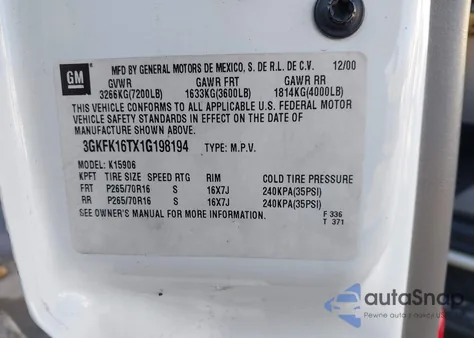 GM
MFD BY GENERAL MOTORS DE MEXICO, S. DE R.L. DE C.V. 12/00
GVWR GAWR FRT GAWR RR
3266KG(7200LB) 1633KG(3600LB) 1814KG(4000LB)
THIS VEHICLE CONFORMS TO ALL APPLICABLE U.S. FEDERAL MOTOR
VEHICLE SAFETY STANDARDS IN EFFECT ON THE DATE OF
MANUFACTURE SHOWN ABOVE.
3GKFK16TX1G198194 TYPE: M.P.V.
MODEL: K15906
KPFT TIRE SIZE SPEED RTG RIM COLD TIRE PRESSURE
FRT P265/70R16 S 16X7J 240KPA(35PSI)
RR P265/70R16 S 16X7J 240KPA(35PSI)
SEE OWNER'S MANUAL FOR MORE INFORMATION.
F 336
T 371
autoSnap
Pewne auta z aukcji w USA